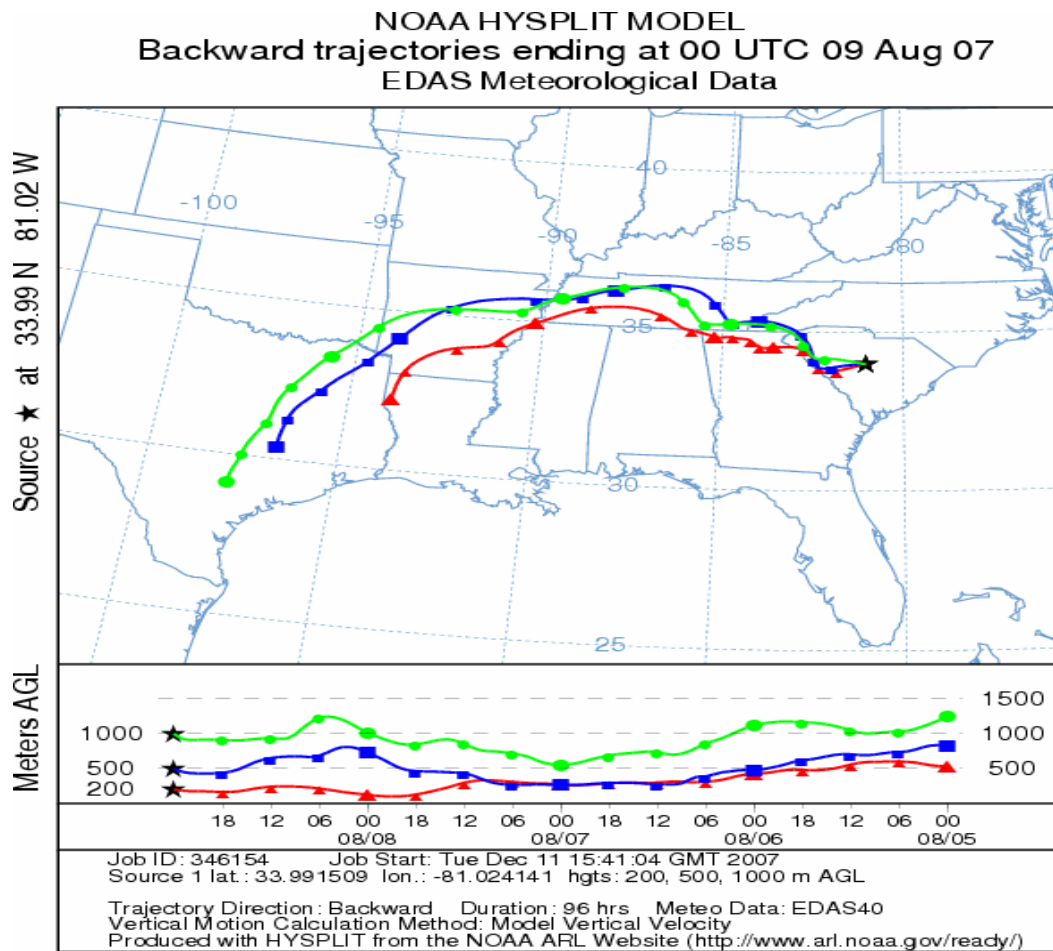 NOAA HYSPLIT MODEL
Backward trajectories ending at 00 UTC 09 Aug 07
EDAS Meteorological Data
Source ★ at 33.99 N 81.02 W
-100
-95
-90
-85
-80
40
35
30
25
Meters AGL
1500
1000 1000
500 500
200
18 12 06 00 18 12 06 00 18 12 06 00 18 12 06 00
08/08 08/07 08/06 08/05
Job ID: 346154 Job Start: Tue Dec 11 15:41:04 GMT 2007
Source 1 lat.: 33.991509 lon.: -81.024141 hgts: 200, 500, 1000 m AGL
Trajectory Direction: Backward Duration: 96 hrs Meteo Data: EDAS40
Vertical Motion Calculation Method: Model Vertical Velocity
Produced with HYSPLIT from the NOAA ARL Website (http://www.arl.noaa.gov/ready/)